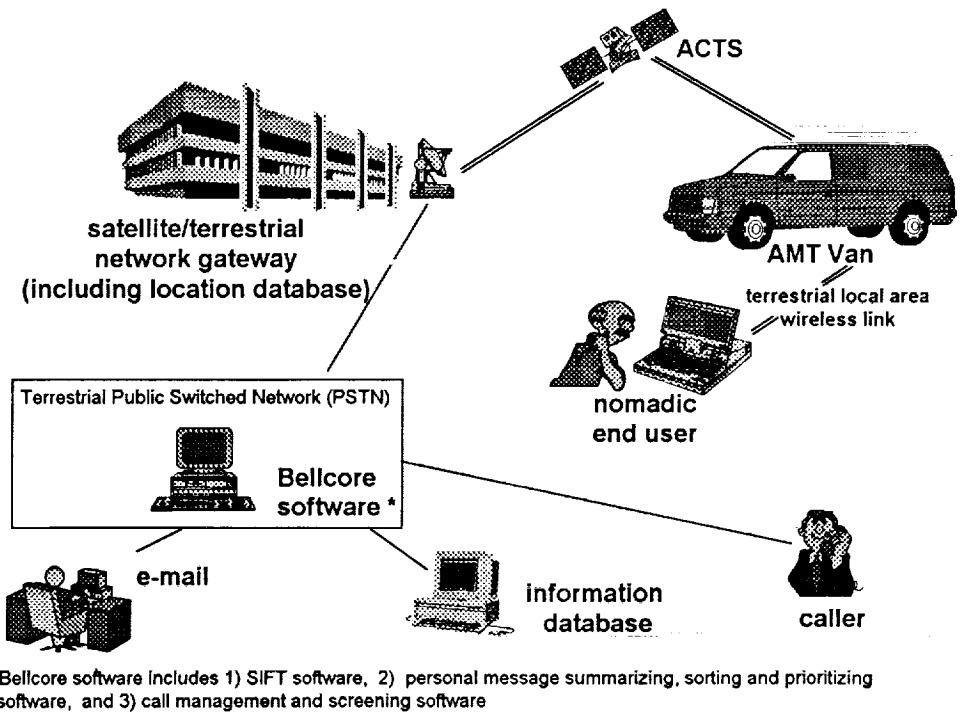 ACTS
satellite/terrestrial
network gateway
(including location database)
AMT Van
terrestrial local area
wireless link
nomadic
end user
Terrestrial Public Switched Network (PSTN)
Bellcore
software *
e-mail
information
database
caller
Bellcore software includes 1) SIFT software, 2) personal message summarizing, sorting and prioritizing
software, and 3) call management and screening software